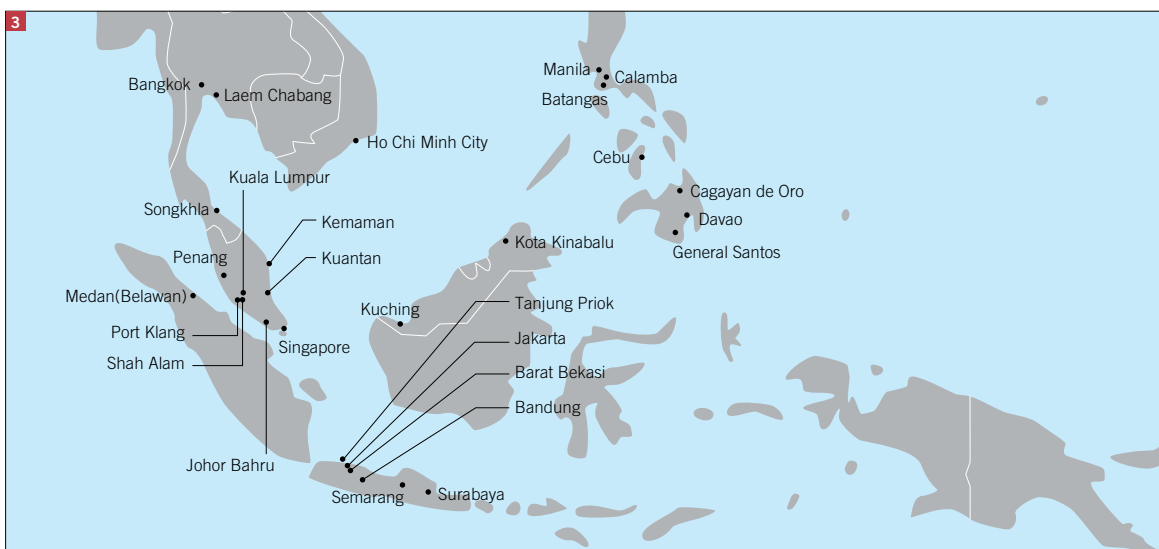 3
Manila
Calamba
Bangkok
Laem Chabang
Batangas
Ho Chi Minh City
Cebu
Kuala Lumpur
Cagayan de Oro
Songkhla
Davao
Kemaman
Kota Kinabalu
General Santos
Penang
Kuantan
Medan(Belawan)
Kuching
Tanjung Priok
Port Klang
Singapore
Jakarta
Shah Alam
Barat Bekasi
Bandung
Johor Bahru
Semarang
Surabaya